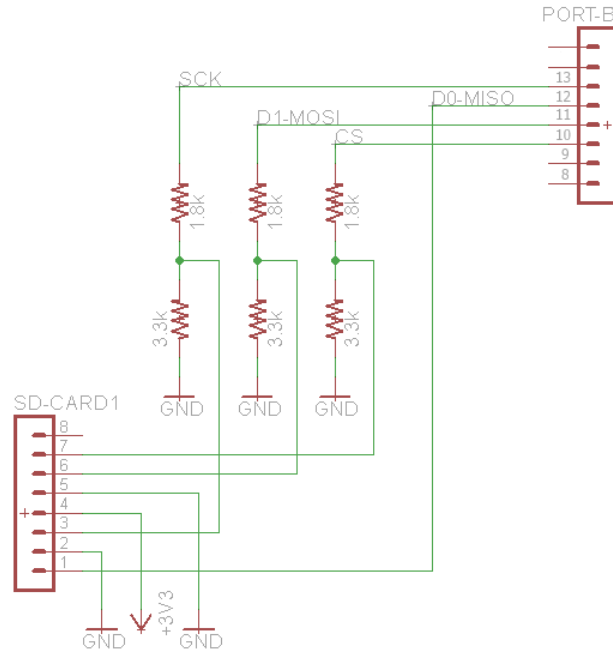 PORT-B
SCK
13
D0-MISO
12
D1-MOSI
11
CS
10
9
8
1.8k
1.8k
1.8k
3.3k
3.3k
3.3k
GND
GND
GND
SD-CARD1
8
7
6
5
4
3
2
1
+3V3
GND
GND